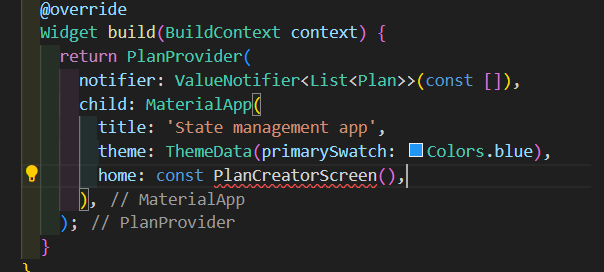 @override
Widget build(BuildContext context) {
return PlanProvider(
notifier: ValueNotifier<List<Plan>>(const []),
child: MaterialApp(
title: 'State management app',
theme: ThemeData(primarySwatch: Colors.blue),
home: const PlanCreatorScreen(),
), // MaterialApp
); // PlanProvider
}
}